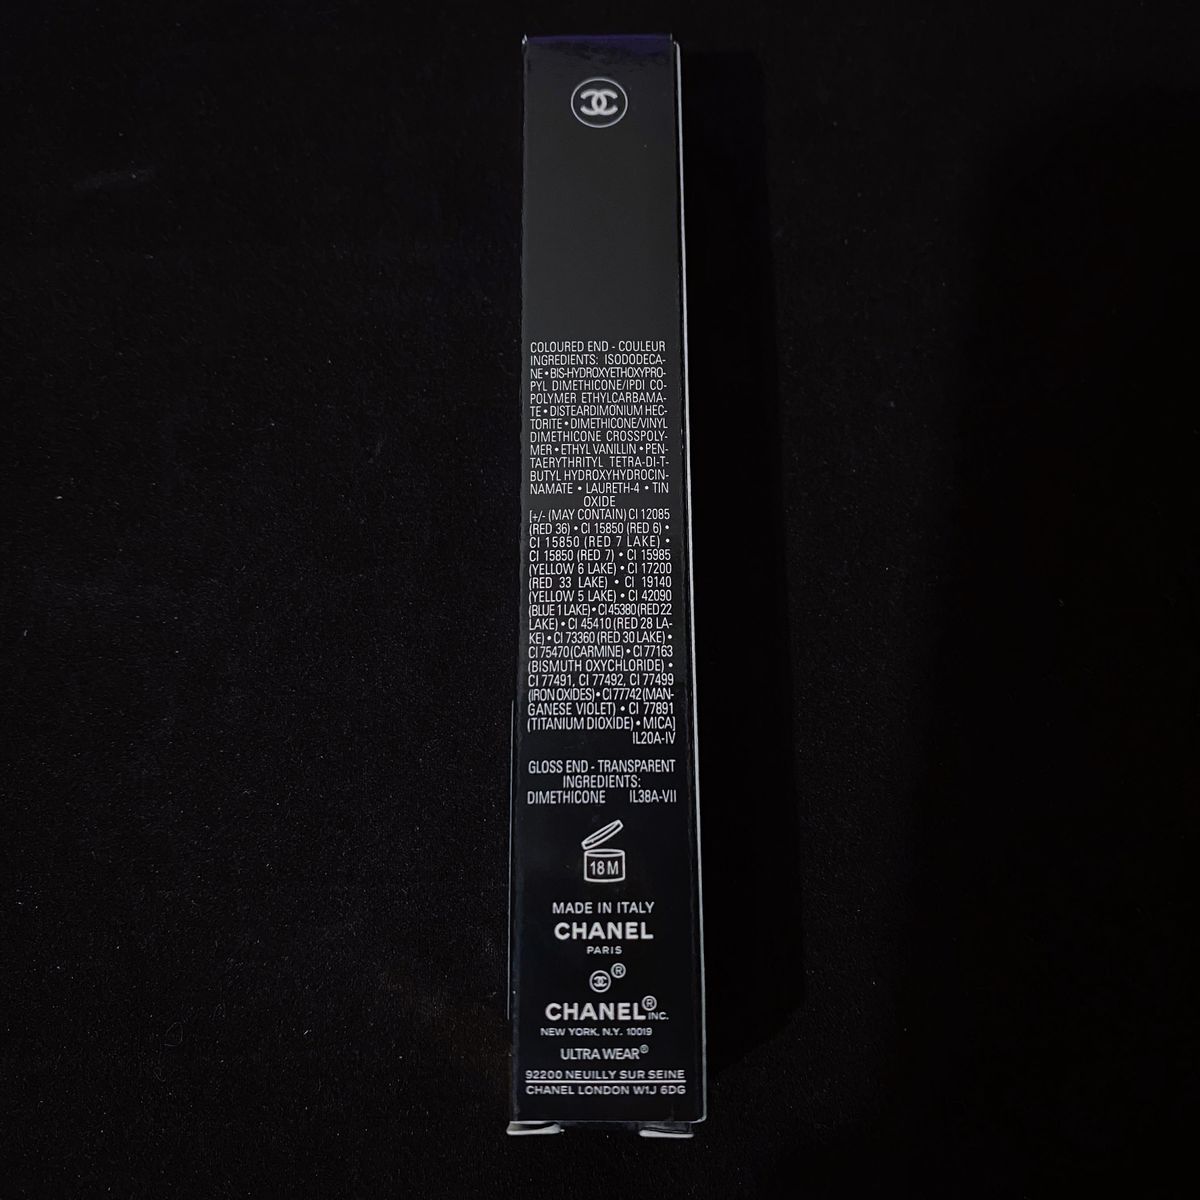 COLOURED END - COULEUR
INGREDIENTS: ISODODECA-
NE • BIS-HYDROXYETHOXYPRO-
PYL DIMETHICONE/IPDI CO-
POLYMER ETHYLCARBAMA-
TE • DISTEARDIMONIUM HEC-
TORITE • DIMETHICONE/VINYL
DIMETHICONE CROSSPOLY-
MER • ETHYL VANILLIN • PEN-
TAERYTHRITYL TETRA-DI-T-
BUTYL HYDROXYHYDROCIN-
NAMATE • LAURETH-4 • TIN
OXIDE
[+/- (MAY CONTAIN) CI 12085
(RED 36) • CI 15850 (RED 6) •
CI 15850 (RED 7 LAKE) •
CI 15850 (RED 7) • CI 15985
(YELLOW 6 LAKE) • CI 17200
(RED 33 LAKE) • CI 19140
(YELLOW 5 LAKE) • CI 42090
(BLUE 1 LAKE) • CI 45380 (RED 22
LAKE) • CI 45410 (RED 28 LA-
KE) • CI 73360 (RED 30 LAKE) •
CI 75470 (CARMINE) • CI 77163
(BISMUTH OXYCHLORIDE) •
CI 77491, CI 77492, CI 77499
(IRON OXIDES) • CI 77742 (MAN-
GANESE VIOLET) • CI 77891
(TITANIUM DIOXIDE) • MICA]
IL20A-IV
GLOSS END - TRANSPARENT
INGREDIENTS:
DIMETHICONE IL38A-VII
18 M
MADE IN ITALY
CHANEL
PARIS
®
CHANEL® INC.
NEW YORK, N.Y. 10019
ULTRA WEAR®
92200 NEUILLY SUR SEINE
CHANEL LONDON W1J 6DG